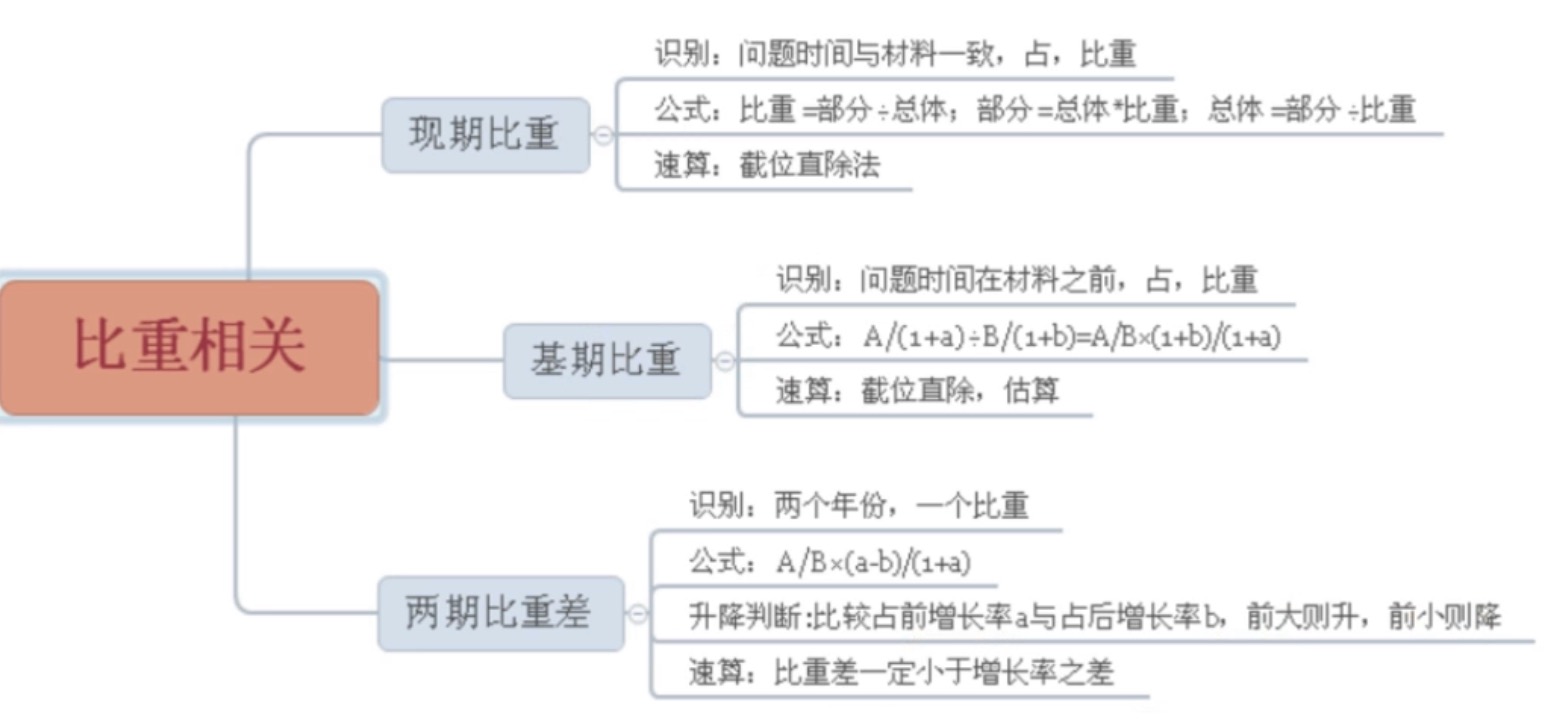 识别：问题时间与材料一致，占，比重
公式：比重=部分÷总体；部分=总体*比重；总体=部分÷比重
现期比重
速算：截位直除法
识别：问题时间在材料之前，占，比重
公式：A/(1+a)÷B/(1+b)=A/B×(1+b)/(1+a)
比重相关
基期比重
速算：截位直除，估算
识别：两个年份，一个比重
公式：A/B×(a-b)/(1+a)
两期比重差
升降判断:比较占前增长率a与占后增长率b，前大则升，前小则降
速算：比重差一定小于增长率之差